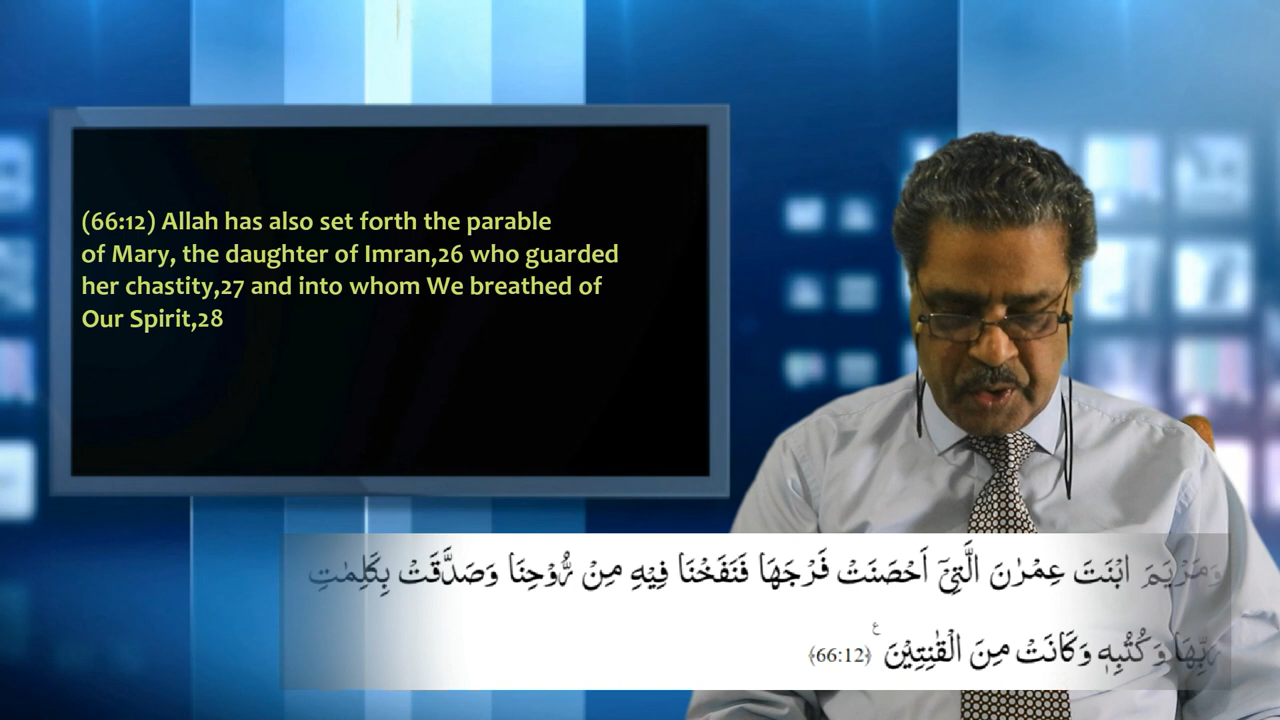 (66:12) Allah has also set forth the parable
of Mary, the daughter of Imran,26 who guarded
her chastity,27 and into whom We breathed of
Our Spirit,28
وَمَرْيَمَ ابْنَتَ عِمْرٰنَ الَّتِيْۤ اَحْصَنَتْ فَرْجَهَا فَنَفَخْنَا فِيْهِ مِنْ رُّوْحِنَا وَصَدَّقَتْ بِكَلِمٰتِ
رَبِّهَا وَكُتُبِهٖ وَكَانَتْ مِنَ الْقٰنِتِيْنَ ۧ ﴿66:12﴾